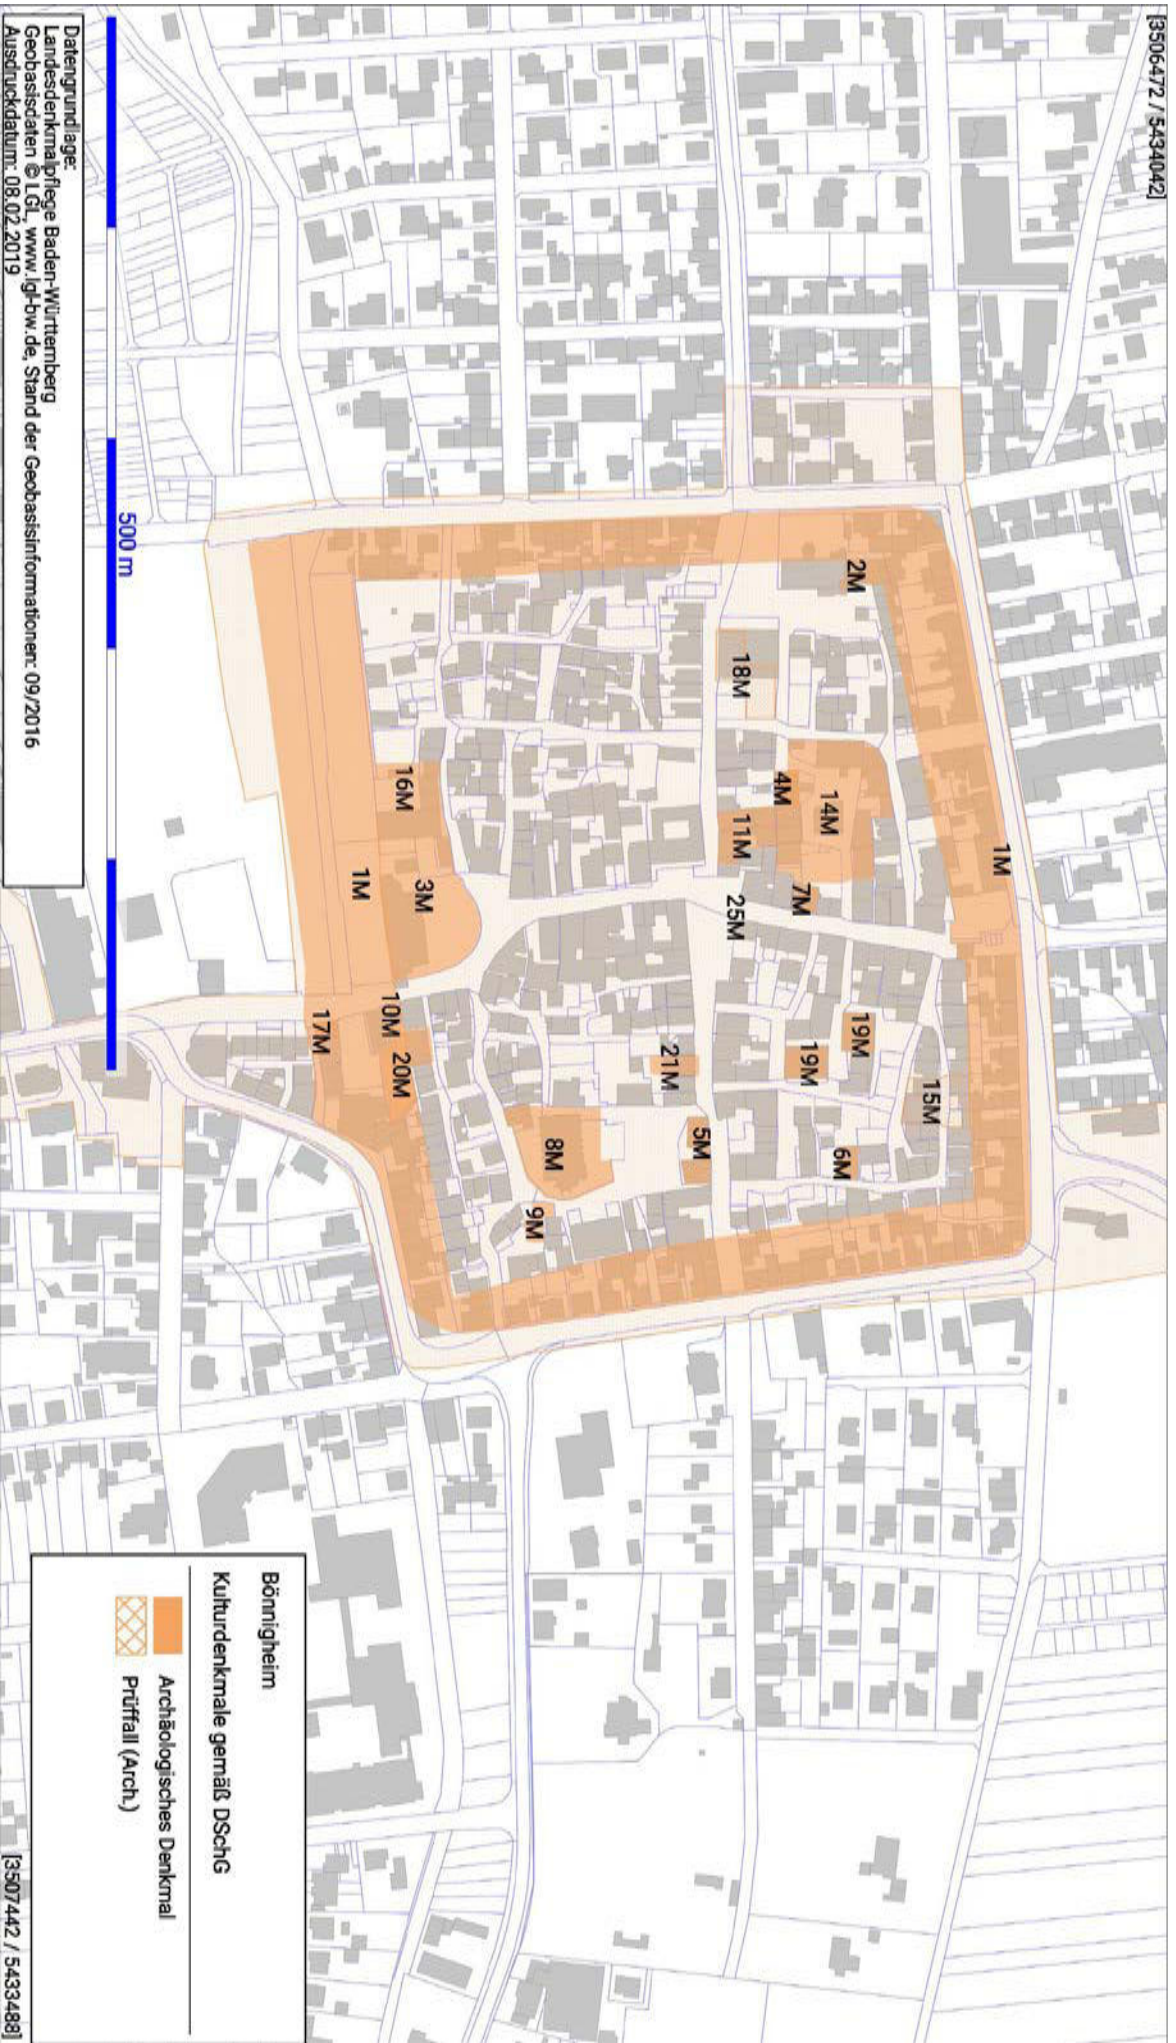 [3506472 / 5434042]
1M
15M
2M
19M
6M
14M
19M
7M
4M
18M
11M
25M
5M
21M
8M
9M
3M
16M
20M
10M
1M
17M
500 m
Datengrundlage:
Landesdenkmalpflege Baden-Württemberg
Geobasisdaten © LGL, www.lgl-bw.de, Stand der Geobasisinformationen: 09/2016
Ausdruckdatum: 08.02.2019
Bönnigheim
Kulturdenkmale gemäß DSchG
Archäologisches Denkmal
Prüffall (Arch.)
[3507442 / 5433488]